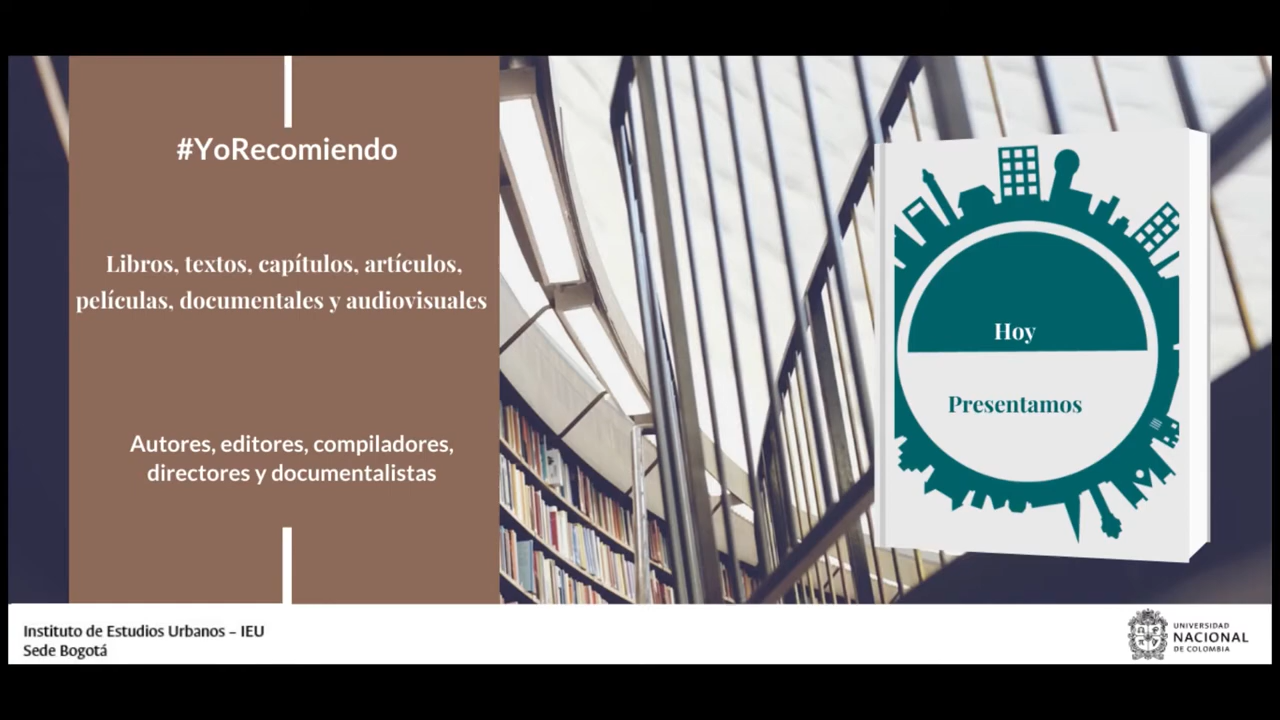 #YoRecomiendo
Libros, textos, capítulos, artículos,
películas, documentales y audiovisuales
Autores, editores, compiladores,
directores y documentalistas
Hoy
Presentamos
Instituto de Estudios Urbanos – IEU
Sede Bogotá
UNIVERSIDAD
NACIONAL
DE COLOMBIA